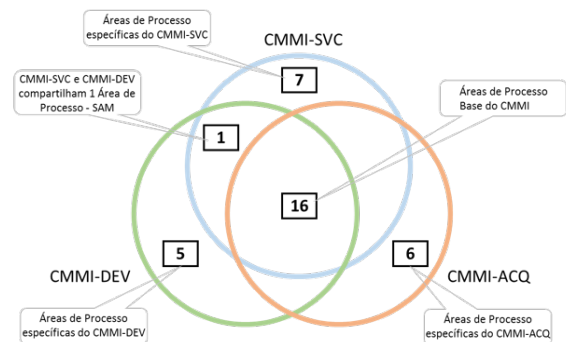 Áreas de Processo
específicas do CMMI-SVC
CMMI-SVC
7
CMMI-SVC e CMMI-DEV
compartilham 1 Área de
Processo - SAM
Áreas de Processo
Base do CMMI
1
16
5
6
CMMI-DEV
CMMI-ACQ
Áreas de Processo
específicas do CMMI-DEV
Áreas de Processo
específicas do CMMI-ACQ